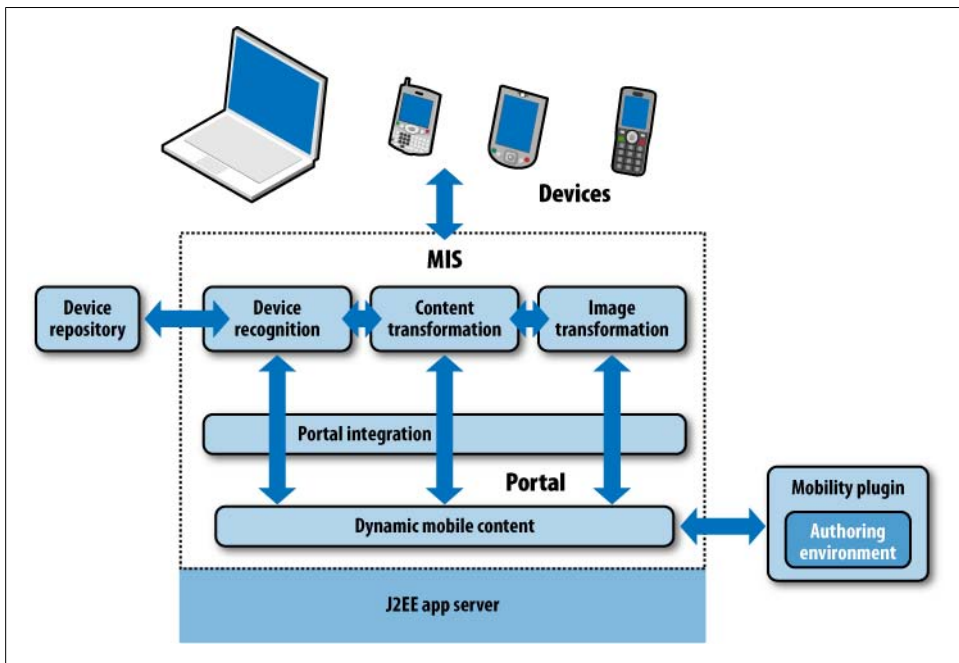 Devices
MIS
Device
repository
Device
recognition
Content
transformation
Image
transformation
Portal integration
Portal
Dynamic mobile content
Mobility plugin
Authoring
environment
J2EE app server